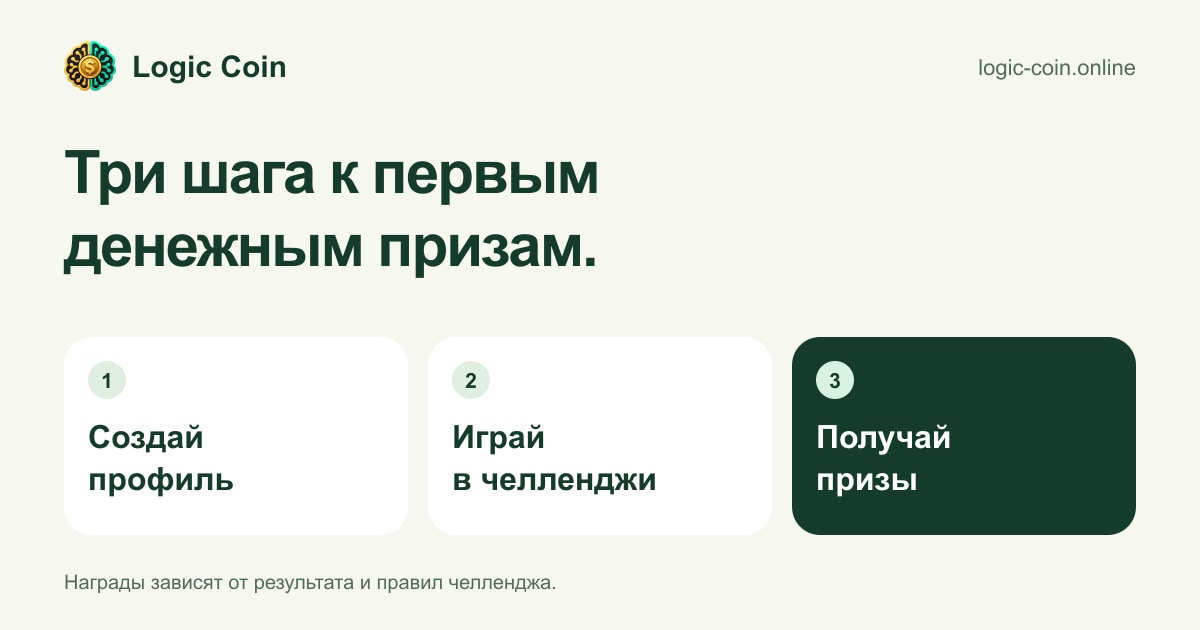 Logic Coin
logic-coin.online
Три шага к первым
денежным призам.
1
Создай
профиль
2
Играй
в челленджи
3
Получай
призы
Награды зависят от результата и правил челленджа.